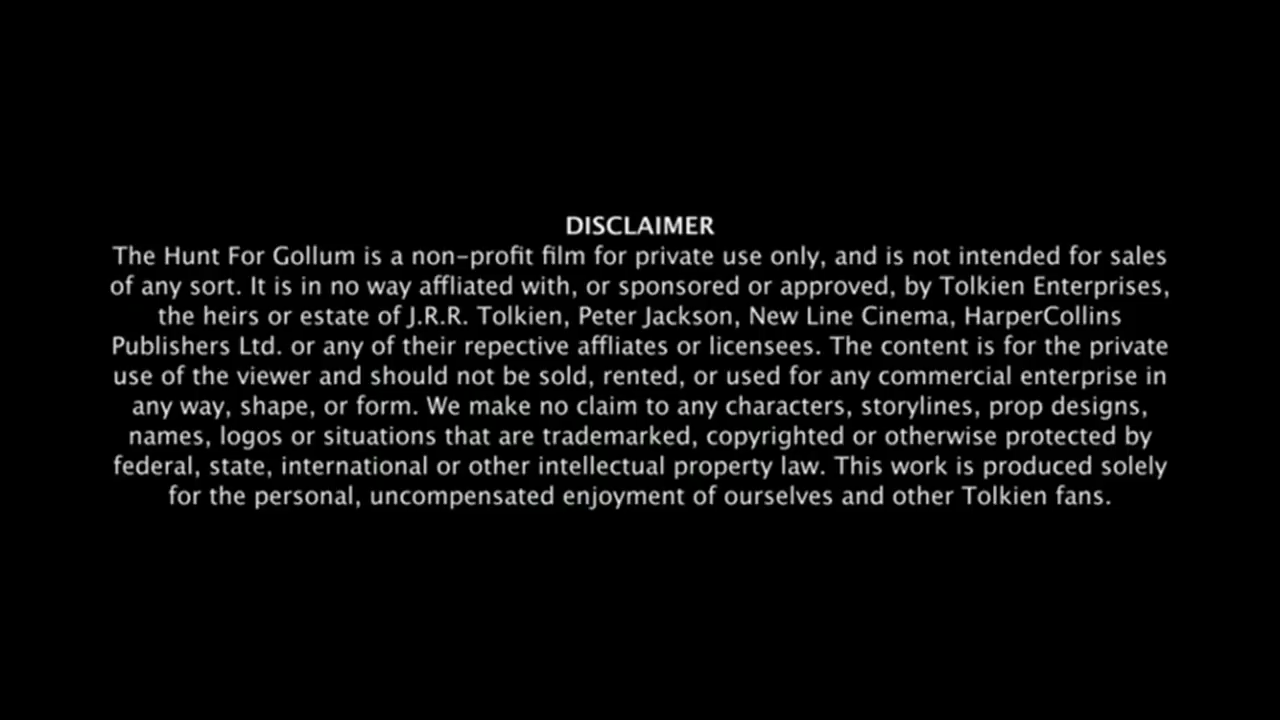 DISCLAIMER
The Hunt For Gollum is a non-profit film for private use only, and is not intended for sales
of any sort. It is in no way affliated with, or sponsored or approved, by Tolkien Enterprises,
the heirs or estate of J.R.R. Tolkien, Peter Jackson, New Line Cinema, HarperCollins
Publishers Ltd. or any of their repective affliates or licensees. The content is for the private
use of the viewer and should not be sold, rented, or used for any commercial enterprise in
any way, shape, or form. We make no claim to any characters, storylines, prop designs,
names, logos or situations that are trademarked, copyrighted or otherwise protected by
federal, state, international or other intellectual property law. This work is produced solely
for the personal, uncompensated enjoyment of ourselves and other Tolkien fans.